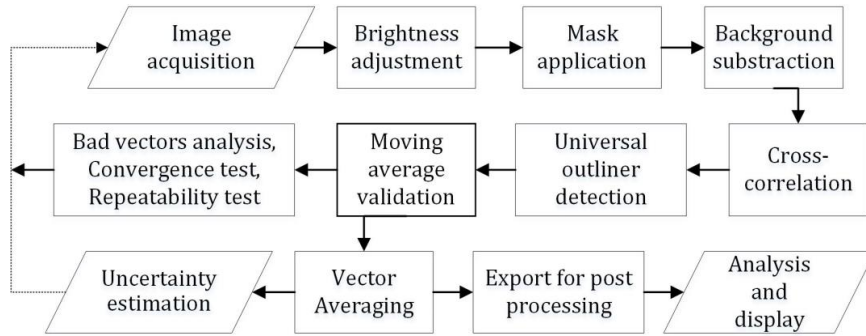 Image
acquisition
Brightness
adjustment
Mask
application
Background
substraction
Bad vectors analysis,
Convergence test,
Repeatability test
Moving
average
validation
Universal
outliner
detection
Cross-
correlation
Uncertainty
estimation
Vector
Averaging
Export for post
processing
Analysis
and
display